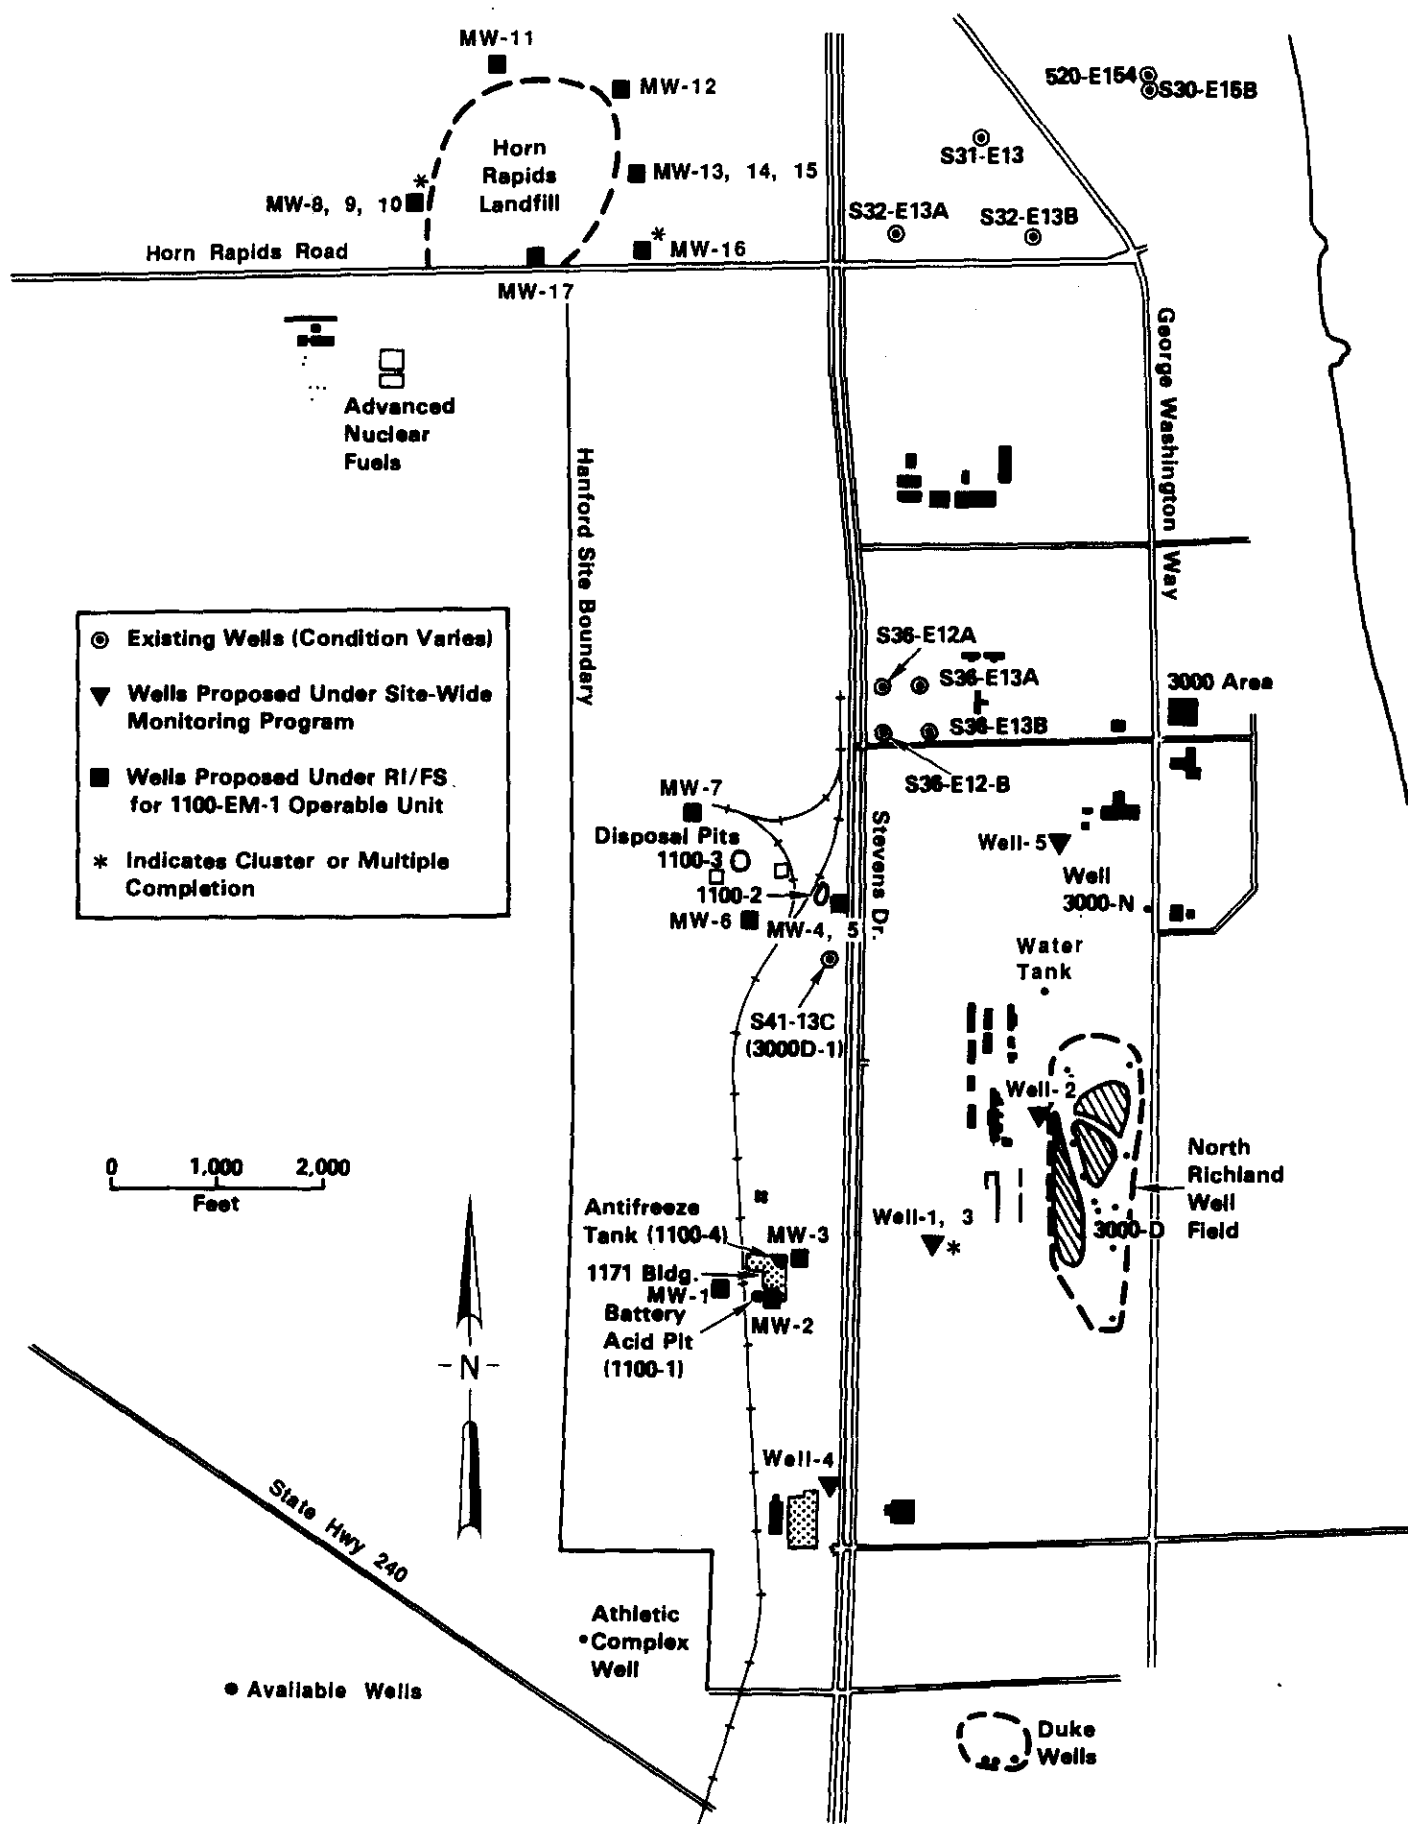 MW-11
MW-12
520-E154
S30-E15B
S31-E13
Horn
Rapids
Landfill
MW-13, 14, 15
MW-8, 9, 10
*
S32-E13A
S32-E13B
*
MW-16
Horn Rapids Road
MW-17
George Washington Way
Advanced
Nuclear
Fuels
Hanford Site Boundary
Existing Wells (Condition Varies)
Wells Proposed Under Site-Wide
Monitoring Program
Wells Proposed Under RI/FS
for 1100-EM-1 Operable Unit
* Indicates Cluster or Multiple
Completion
S36-E12A
S36-E13A
3000 Area
S36-E13B
S36-E12-B
MW-7
Disposal Pits
1100-3
1100-2
MW-6
MW-4, 5
Stevens Dr.
Well-5
Well
3000-N
Water
Tank
S41-13C
(3000D-1)
Well-2
North
Richland
Well
Field
3000-D
0 1,000 2,000
Feet
Antifreeze
Tank (1100-4)
MW-3
Well-1, 3
*
1171 Bldg.
MW-1
Battery
Acid Pit
(1100-1)
MW-2
-N-
Well-4
State Hwy 240
Athletic
Complex
Well
Available Wells
Duke
Wells